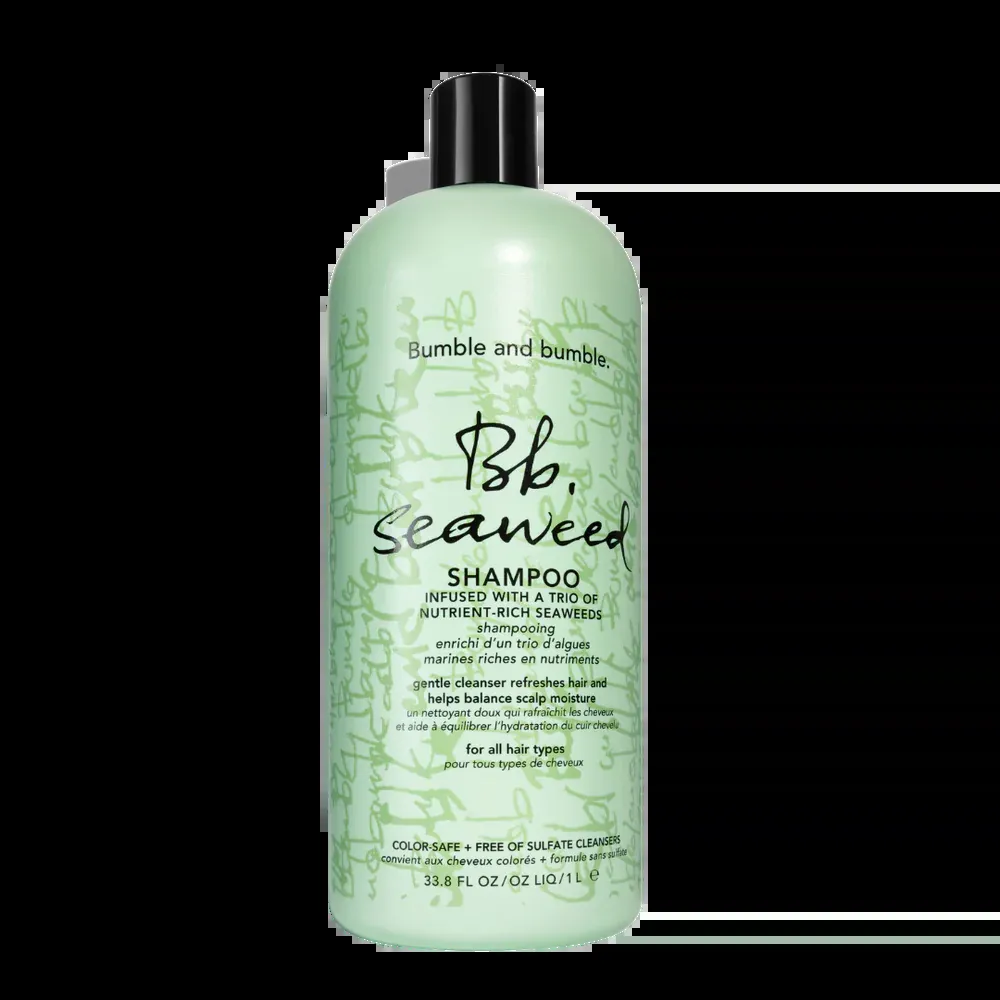 Bumble and bumble.
Bb.
seaweed
SHAMPOO
INFUSED WITH A TRIO OF
NUTRIENT-RICH SEAWEEDS
shampooing
enrichi d'un trio d'algues
marines riches en nutriments
gentle cleanser refreshes hair and
helps balance scalp moisture
un nettoyant doux qui rafraîchit les cheveux
et aide à équilibrer l'hydratation du cuir chevelu
for all hair types
pour tous types de cheveux
COLOR-SAFE + FREE OF SULFATE CLEANSERS
convient aux cheveux colorés + formule sans sulfate
33.8 FL OZ/OZ LIQ/1 L ℮